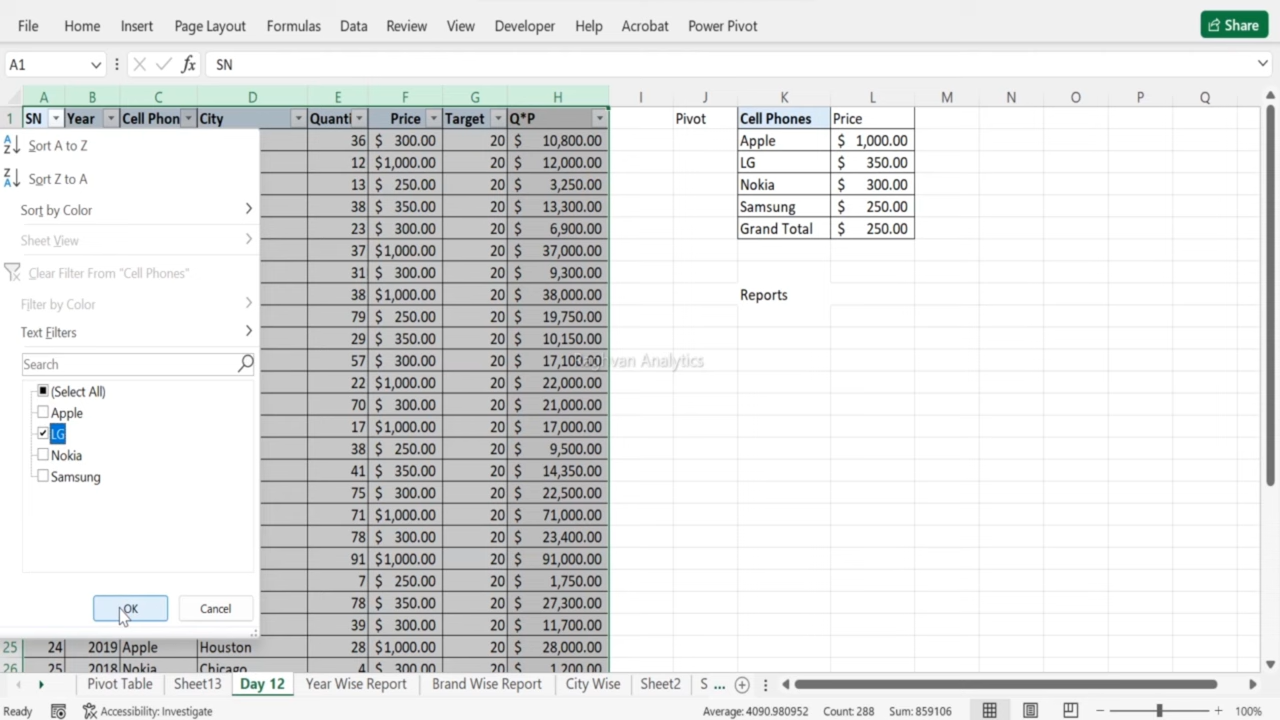 File Home Insert Page Layout Formulas Data Review View Developer Help Acrobat Power Pivot Share
A1 fx SN
A B C D E F G H I J K L M N O P Q
1 SN Year Cell Phon City Quanti Price Target Q*P Pivot Cell Phones Price
Sort A to Z 36 $ 300.00 20 $ 10,800.00 Apple $ 1,000.00
12 $1,000.00 20 $ 12,000.00 LG $ 350.00
Sort Z to A 13 $ 250.00 20 $ 3,250.00 Nokia $ 300.00
Sort by Color 38 $ 350.00 20 $ 13,300.00 Samsung $ 250.00
23 $ 300.00 20 $ 6,900.00 Grand Total $ 250.00
Sheet View 37 $1,000.00 20 $ 37,000.00
Clear Filter From "Cell Phones" 31 $ 300.00 20 $ 9,300.00
Filter by Color 38 $1,000.00 20 $ 38,000.00 Reports
79 $ 250.00 20 $ 19,750.00
Text Filters 29 $ 350.00 20 $ 10,150.00
Search 57 $ 300.00 20 $ 17,100.00 Analytics
22 $1,000.00 20 $ 22,000.00
(Select All) 70 $ 300.00 20 $ 21,000.00
Apple 17 $1,000.00 20 $ 17,000.00
LG 38 $ 250.00 20 $ 9,500.00
Nokia 41 $ 350.00 20 $ 14,350.00
Samsung 75 $ 300.00 20 $ 22,500.00
71 $1,000.00 20 $ 71,000.00
78 $ 300.00 20 $ 23,400.00
91 $1,000.00 20 $ 91,000.00
7 $ 250.00 20 $ 1,750.00
OK Cancel 78 $ 350.00 20 $ 27,300.00
39 $ 300.00 20 $ 11,700.00
25 24 2019 Apple Houston 28 $1,000.00 20 $ 28,000.00
26 25 2018 Nokia Chicago 4 $ 300.00 20 $ 1,200.00
Pivot Table Sheet13 Day 12 Year Wise Report Brand Wise Report City Wise Sheet2 S ...
Ready Accessibility: Investigate Average: 4090.980952 Count: 288 Sum: 859106 100%